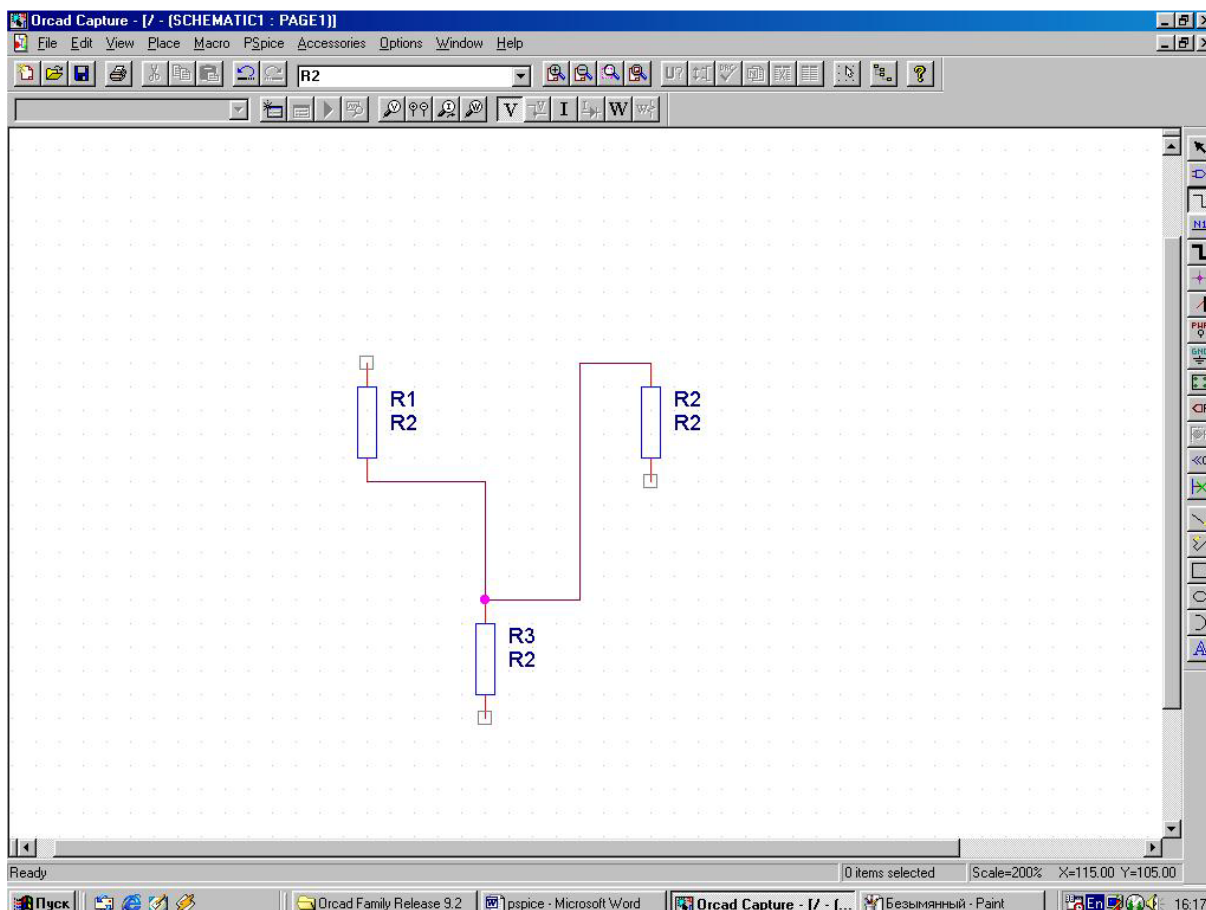 Orcad Capture - [/ - (SCHEMATIC1 : PAGE1)]
File Edit View Place Macro PSpice Accessories Options Window Help
R2
U?
V I W
N1
R1
R2
R2
R2
R3
R2
Ready
0 items selected
Scale=200%
X=115.00 Y=105.00
Пуск
Orcad Family Release 9.2
pspice - Microsoft Word
Orcad Capture - [/ - (...
Безымянный - Paint
En
16:17